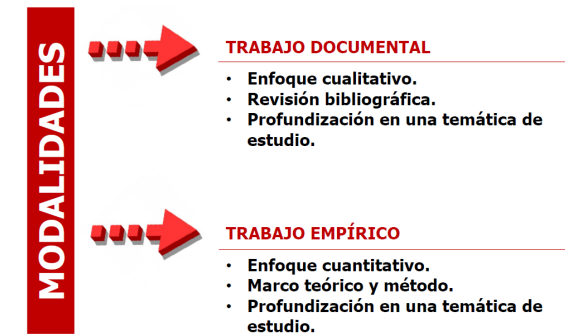 MODALIDADES
TRABAJO DOCUMENTAL
• Enfoque cualitativo.
• Revisión bibliográfica.
• Profundización en una temática de
estudio.
TRABAJO EMPÍRICO
• Enfoque cuantitativo.
• Marco teórico y método.
• Profundización en una temática de
estudio.